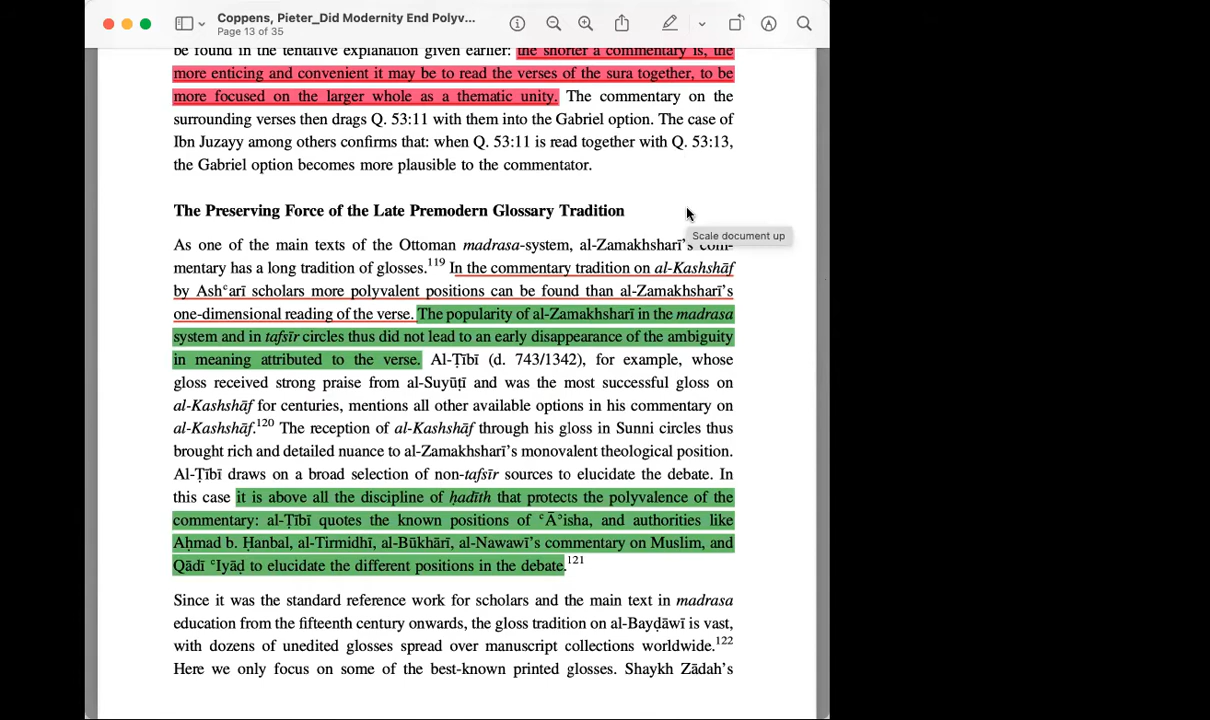 Coppens, Pieter_Did Modernity End Polyv...
Page 13 of 35
be found in the tentative explanation given earlier: the shorter a commentary is, the
more enticing and convenient it may be to read the verses of the sura together, to be
more focused on the larger whole as a thematic unity. The commentary on the
surrounding verses then drags Q. 53:11 with them into the Gabriel option. The case of
Ibn Juzayy among others confirms that: when Q. 53:11 is read together with Q. 53:13,
the Gabriel option becomes more plausible to the commentator.
The Preserving Force of the Late Premodern Glossary Tradition
Scale document up
As one of the main texts of the Ottoman madrasa-system, al-Zamakhsharī's com-
mentary has a long tradition of glosses.119 In the commentary tradition on al-Kashshāf
by Ashʿarī scholars more polyvalent positions can be found than al-Zamakhsharī's
one-dimensional reading of the verse. The popularity of al-Zamakhsharī in the madrasa
system and in tafsīr circles thus did not lead to an early disappearance of the ambiguity
in meaning attributed to the verse. Al-Ṭībī (d. 743/1342), for example, whose
gloss received strong praise from al-Suyūṭī and was the most successful gloss on
al-Kashshāf for centuries, mentions all other available options in his commentary on
al-Kashshāf.120 The reception of al-Kashshāf through his gloss in Sunni circles thus
brought rich and detailed nuance to al-Zamakhsharī's monovalent theological position.
Al-Ṭībī draws on a broad selection of non-tafsīr sources to elucidate the debate. In
this case it is above all the discipline of ḥadīth that protects the polyvalence of the
commentary: al-Ṭībī quotes the known positions of ʿĀʾisha, and authorities like
Aḥmad b. Ḥanbal, al-Tirmidhī, al-Būkhārī, al-Nawawī's commentary on Muslim, and
Qāḍī ʿIyāḍ to elucidate the different positions in the debate.121
Since it was the standard reference work for scholars and the main text in madrasa
education from the fifteenth century onwards, the gloss tradition on al-Bayḍāwī is vast,
with dozens of unedited glosses spread over manuscript collections worldwide.122
Here we only focus on some of the best-known printed glosses. Shaykh Zādah's